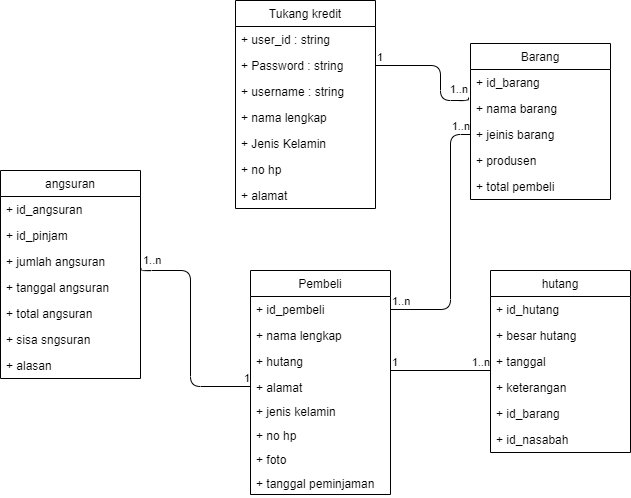 Tukang kredit
+ user_id : string
+ Password : string
+ username : string
+ nama lengkap
+ Jenis Kelamin
+ no hp
+ alamat
1
1..n
Barang
+ id_barang
+ nama barang
+ jeinis barang
+ produsen
+ total pembeli
1..n
angsuran
+ id_angsuran
+ id_pinjam
+ jumlah angsuran
+ tanggal angsuran
+ total angsuran
+ sisa sngsuran
+ alasan
1..n
1
Pembeli
+ id_pembeli
+ nama lengkap
+ hutang
+ alamat
+ jenis kelamin
+ no hp
+ foto
+ tanggal peminjaman
1..n
1
1..n
hutang
+ id_hutang
+ besar hutang
+ tanggal
+ keterangan
+ id_barang
+ id_nasabah